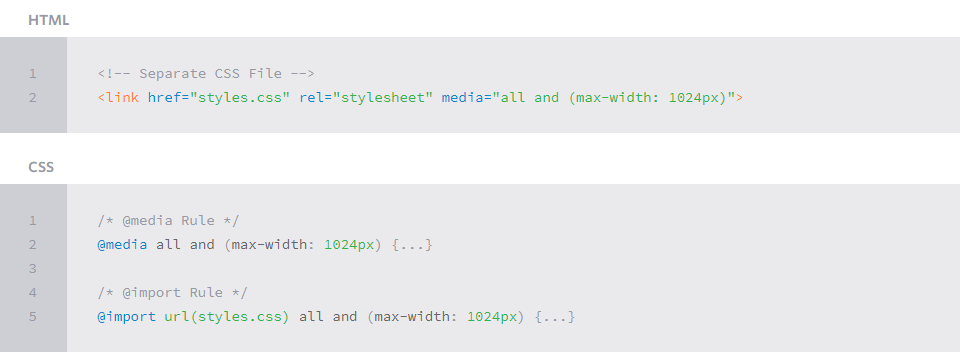 HTML
1 <!-- Separate CSS File -->
2 <link href="styles.css" rel="stylesheet" media="all and (max-width: 1024px)">
CSS
1 /* @media Rule */
2 @media all and (max-width: 1024px) {...}
3
4 /* @import Rule */
5 @import url(styles.css) all and (max-width: 1024px) {...}